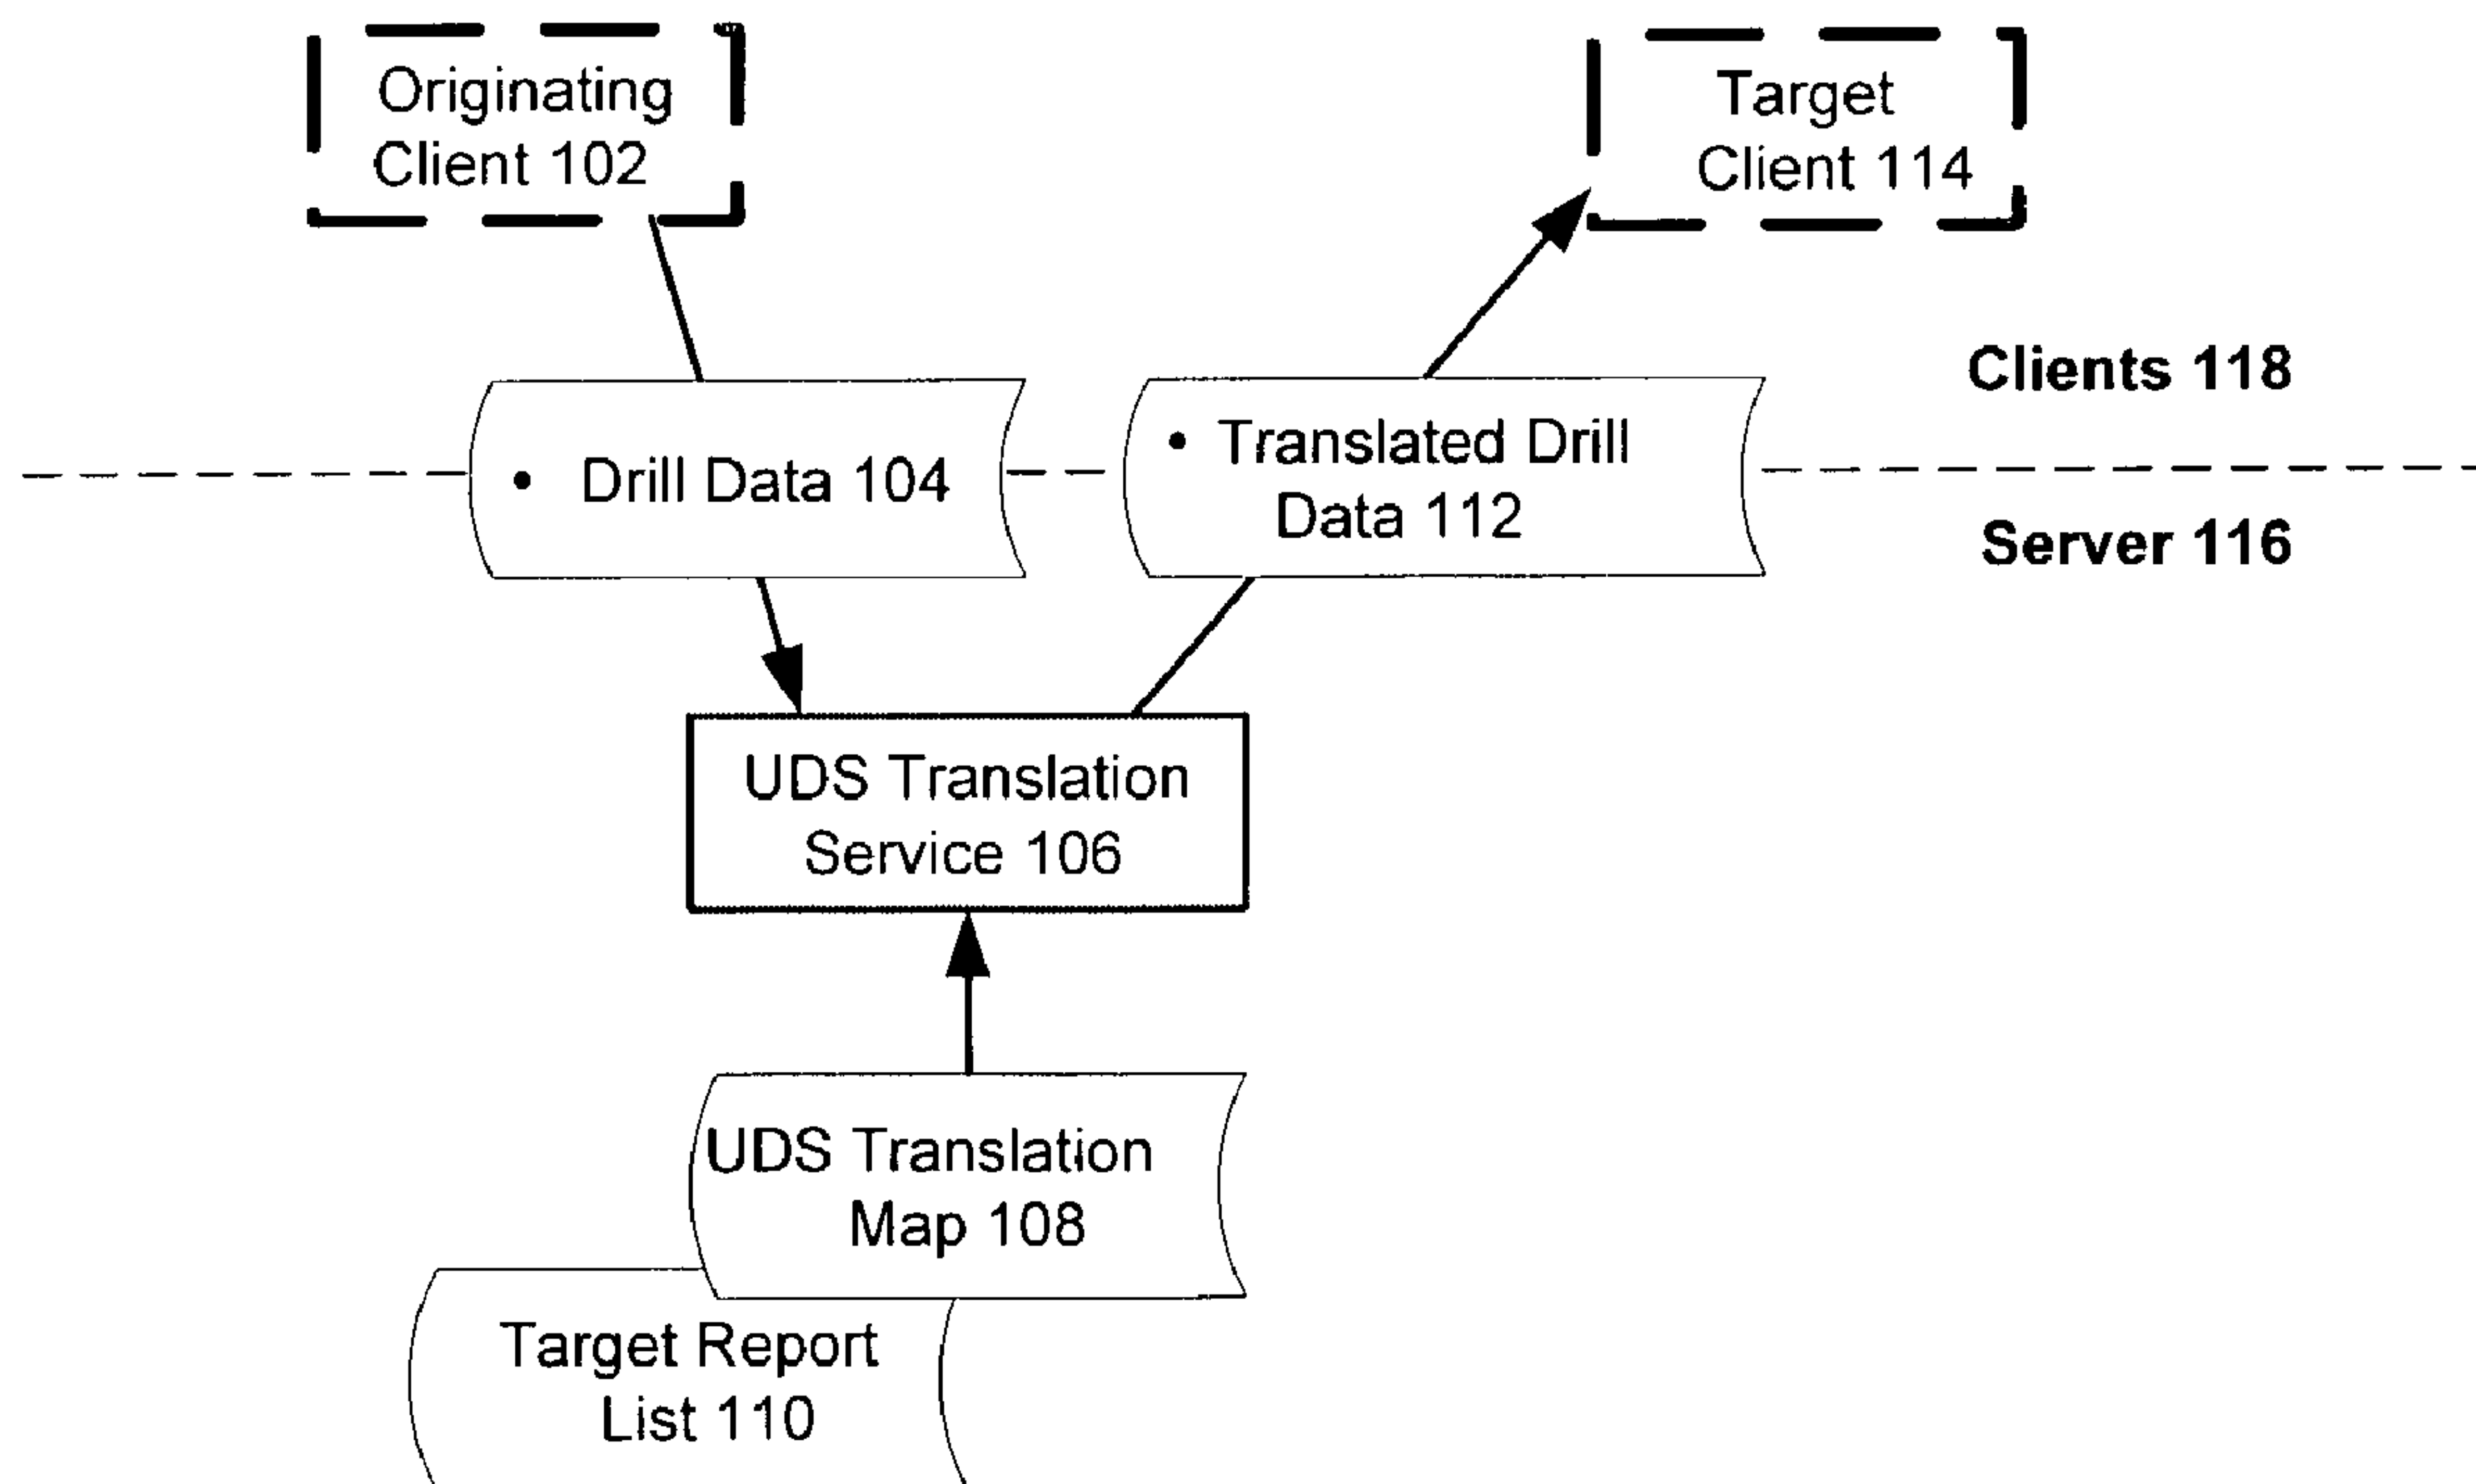 Originating
Client 102
Target
Client 114
Clients 118
• Drill Data 104
• Translated Drill
Data 112
Server 116
UDS Translation
Service 106
UDS Translation
Map 108
Target Report
List 110